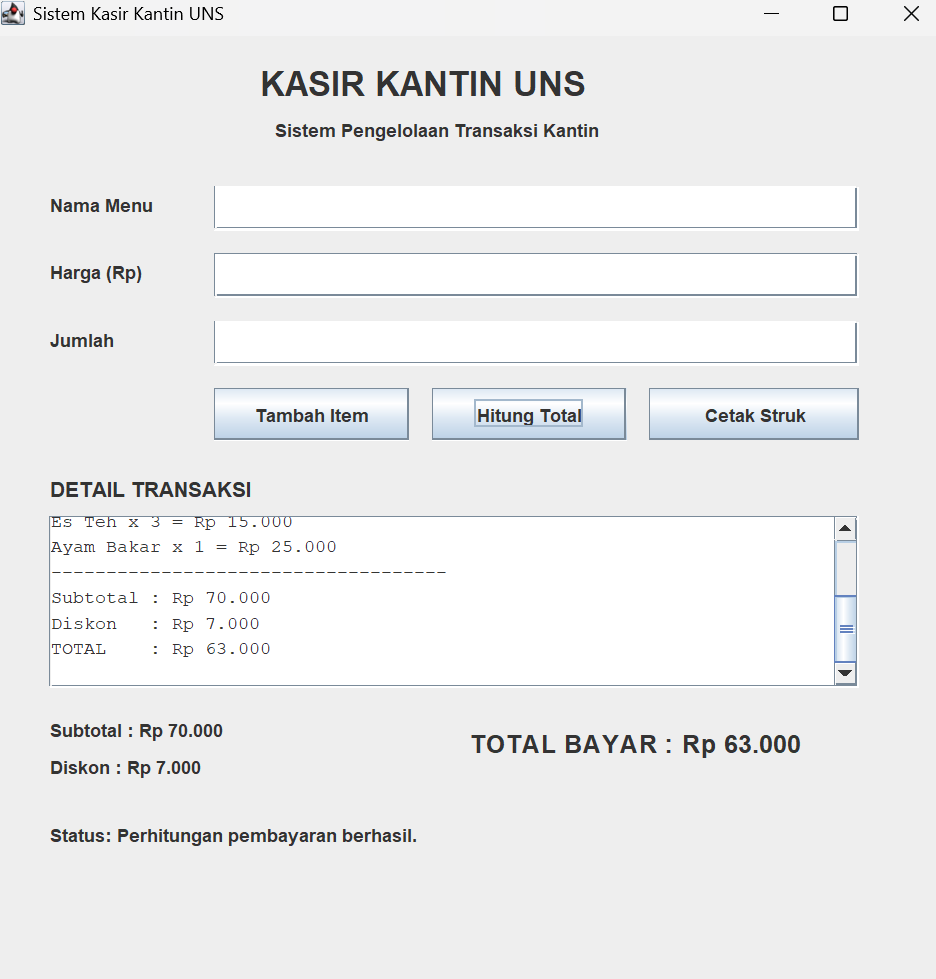 Sistem Kasir Kantin UNS
KASIR KANTIN UNS
Sistem Pengelolaan Transaksi Kantin
Nama Menu
Harga (Rp)
Jumlah
Tambah Item Hitung Total Cetak Struk
DETAIL TRANSAKSI
Es Teh x 3 = Rp 15.000
Ayam Bakar x 1 = Rp 25.000
------------------------------------
Subtotal : Rp 70.000
Diskon   : Rp 7.000
TOTAL    : Rp 63.000
Subtotal : Rp 70.000
TOTAL BAYAR : Rp 63.000
Diskon : Rp 7.000
Status: Perhitungan pembayaran berhasil.